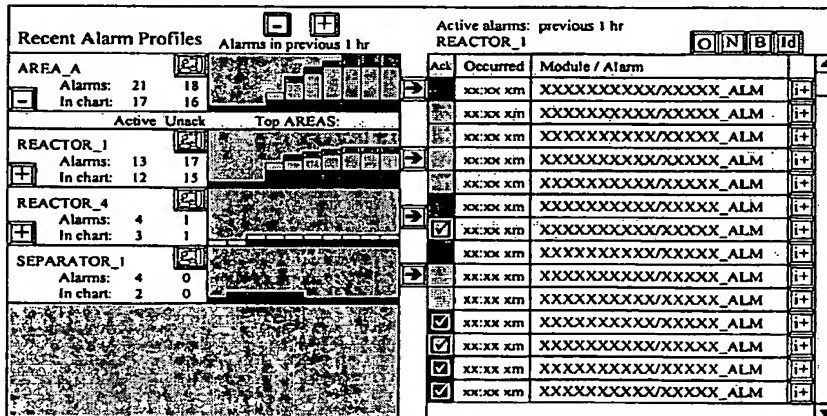 Recent Alarm Profiles
- +
Alarms in previous 1 hr
AREA_A
Alarms: 21 18
In chart: 17 16
-
Active Unack Top AREAS:
REACTOR_1
Alarms: 13 17
In chart: 12 15
+
REACTOR_4
Alarms: 4 1
In chart: 3 1
+
SEPARATOR_1
Alarms: 4 0
In chart: 2 0
Active alarms: previous 1 hr
REACTOR_1
O N B Id
Ack Occurred Module / Alarm
xx:xx xm XXXXXXXXXX/XXXXX_ALM i+
xx:xx xm XXXXXXXXXX/XXXXX_ALM i+
xx:xx xm XXXXXXXXXX/XXXXX_ALM i+
xx:xx xm XXXXXXXXXX/XXXXX_ALM i+
xx:xx xm XXXXXXXXXX/XXXXX_ALM i+
xx:xx xm XXXXXXXXXX/XXXXX_ALM i+
xx:xx xm XXXXXXXXXX/XXXXX_ALM i+
xx:xx xm XXXXXXXXXX/XXXXX_ALM i+
xx:xx xm XXXXXXXXXX/XXXXX_ALM i+
xx:xx xm XXXXXXXXXX/XXXXX_ALM i+
xx:xx xm XXXXXXXXXX/XXXXX_ALM i+
xx:xx xm XXXXXXXXXX/XXXXX_ALM i+
xx:xx xm XXXXXXXXXX/XXXXX_ALM i+
xx:xx xm XXXXXXXXXX/XXXXX_ALM i+